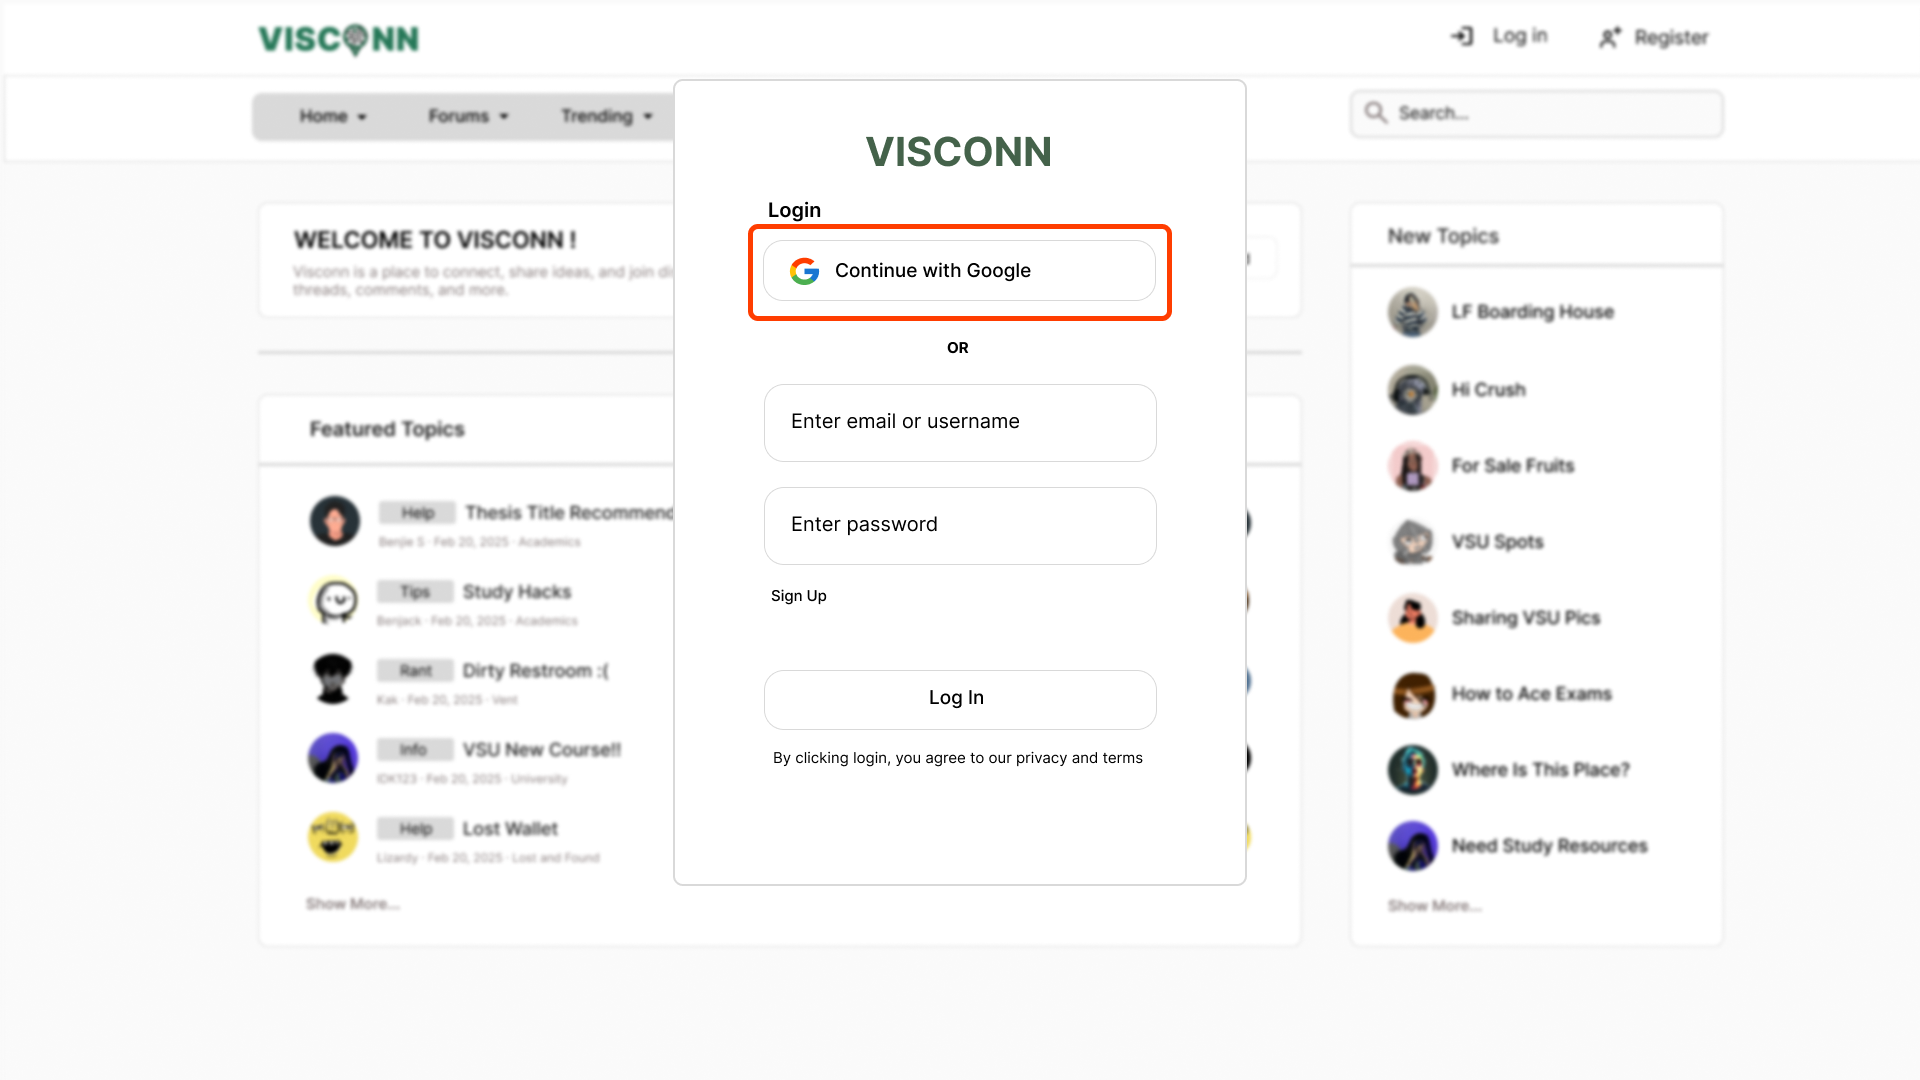 VISCONN
Log in
Register
Home
Forums
Trending
Search...
WELCOME TO VISCONN !
Visconn is a place to connect, share ideas, and join
threads, comments, and more.
Featured Topics
Help Thesis Title Recommend
Benjie S · Feb 20, 2025 · Academics
Tips Study Hacks
Benjack · Feb 20, 2025 · Academics
Rant Dirty Restroom :(
Kak · Feb 20, 2025 · Vent
Info VSU New Course!!
IDK123 · Feb 20, 2025 · University
Help Lost Wallet
Lizardy · Feb 20, 2025 · Lost and Found
Show More...
VISCONN
Login
Continue with Google
OR
Enter email or username
Enter password
Sign Up
Log In
By clicking login, you agree to our privacy and terms
New Topics
LF Boarding House
Hi Crush
For Sale Fruits
VSU Spots
Sharing VSU Pics
How to Ace Exams
Where Is This Place?
Need Study Resources
Show More...